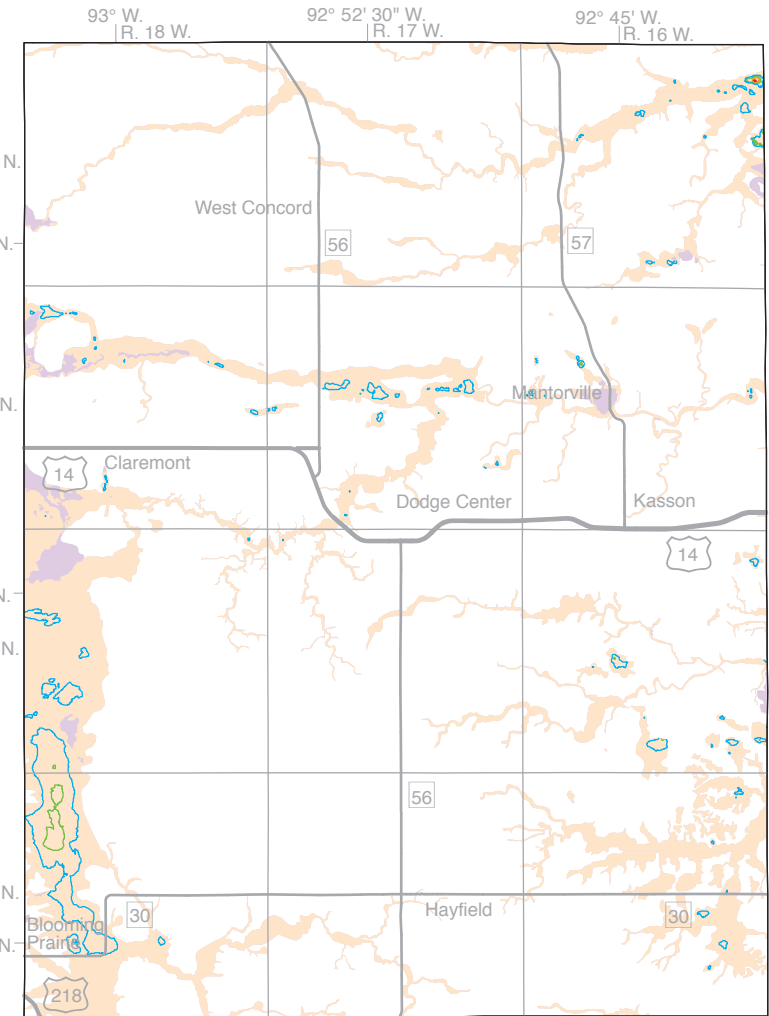 93° W.
92° 52' 30" W.
92° 45' W.
R. 18 W.
R. 17 W.
R. 16 W.
N.
West Concord
N.
56
57
N.
Mantorville
14
Claremont
Dodge Center
Kasson
14
N.
N.
56
N.
30
Hayfield
30
Blooming
Prairie
N.
218